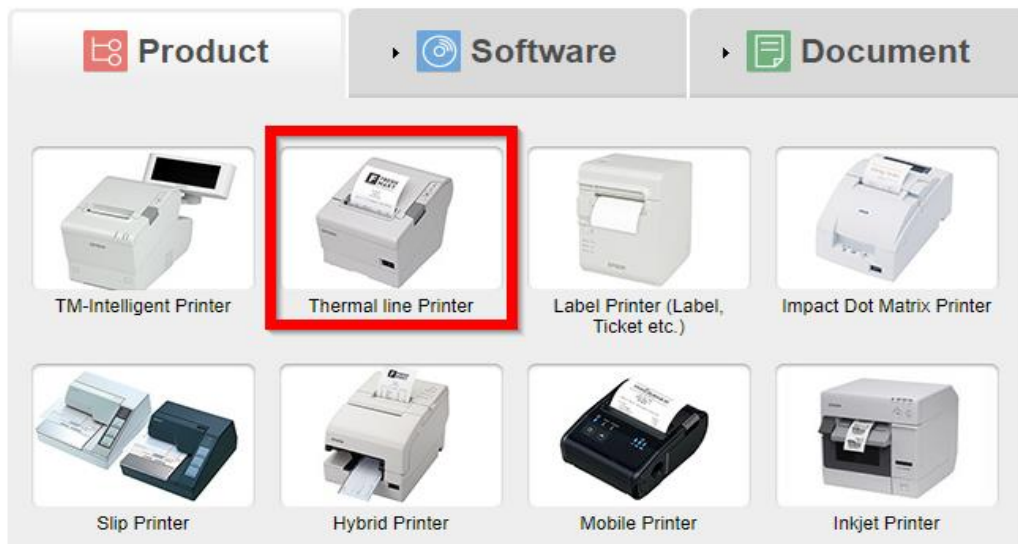 Product
Software
Document
TM-Intelligent Printer
Thermal line Printer
Label Printer (Label,
Ticket etc.)
Impact Dot Matrix Printer
Slip Printer
Hybrid Printer
Mobile Printer
Inkjet Printer